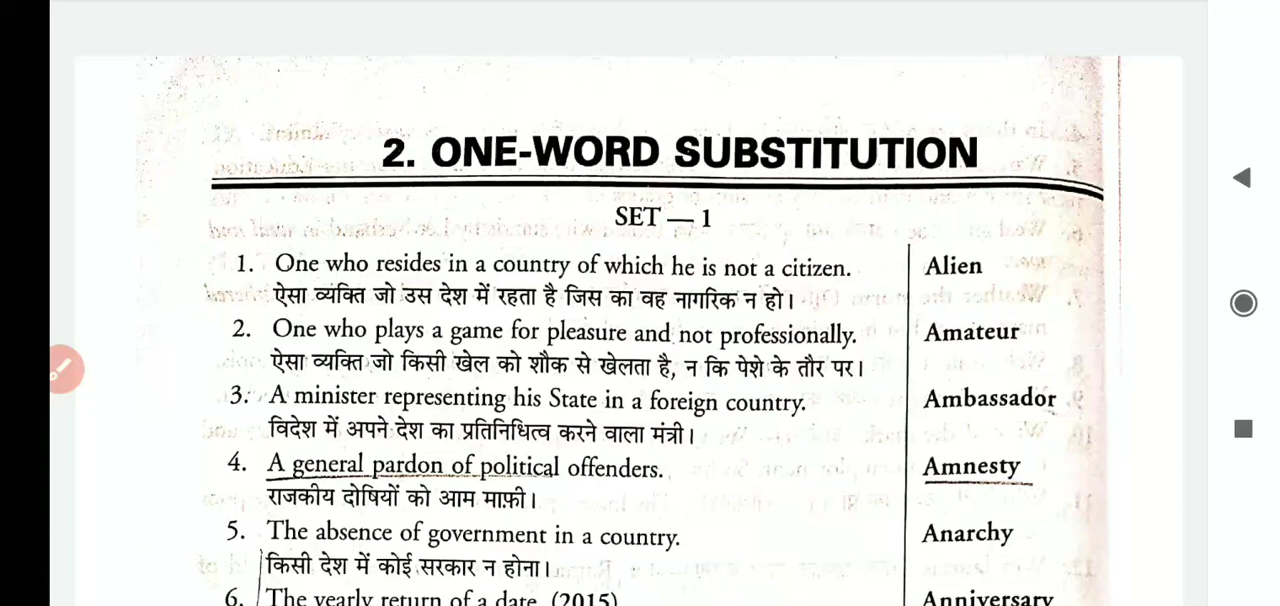 2. ONE-WORD SUBSTITUTION
SET — 1
1. One who resides in a country of which he is not a citizen. Alien
ऐसा व्यक्ति जो उस देश में रहता है जिस का वह नागरिक न हो।
2. One who plays a game for pleasure and not professionally. Amateur
ऐसा व्यक्ति जो किसी खेल को शौक से खेलता है, न कि पेशे के तौर पर।
3. A minister representing his State in a foreign country. Ambassador
विदेश में अपने देश का प्रतिनिधित्व करने वाला मंत्री।
4. A general pardon of political offenders. Amnesty
राजकीय दोषियों को आम माफ़ी।
5. The absence of government in a country. Anarchy
किसी देश में कोई सरकार न होना।
6. The yearly return of a date. (2015) Anniversary